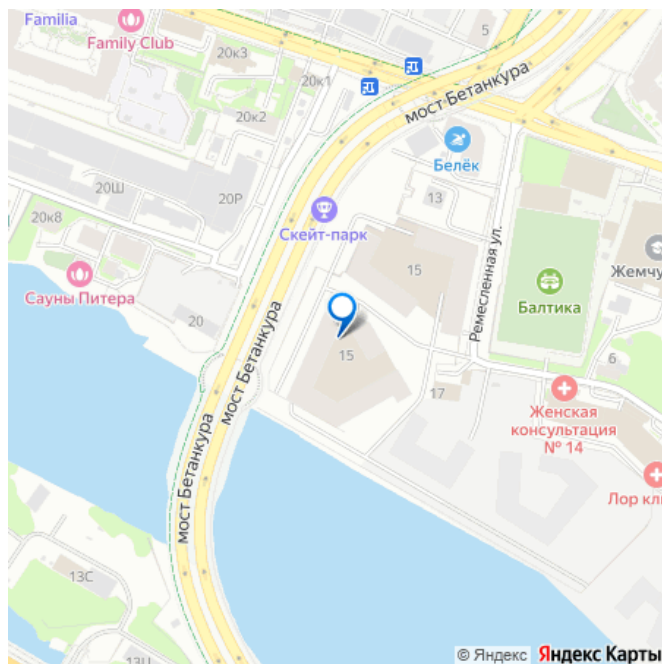 Familia
Family Club
20к3
5
20к1
мост Бетанкура
20к2
Белёк
20Ш
20Р
13
20к8
Скейт-парк
Ремесленная ул.
15
Сауны Питера
Балтика
20
мост Бетанкура
15
6
17
Женская
консультация
№ 14
мост Бетанкура
13С
© Яндекс
Яндекс Карты